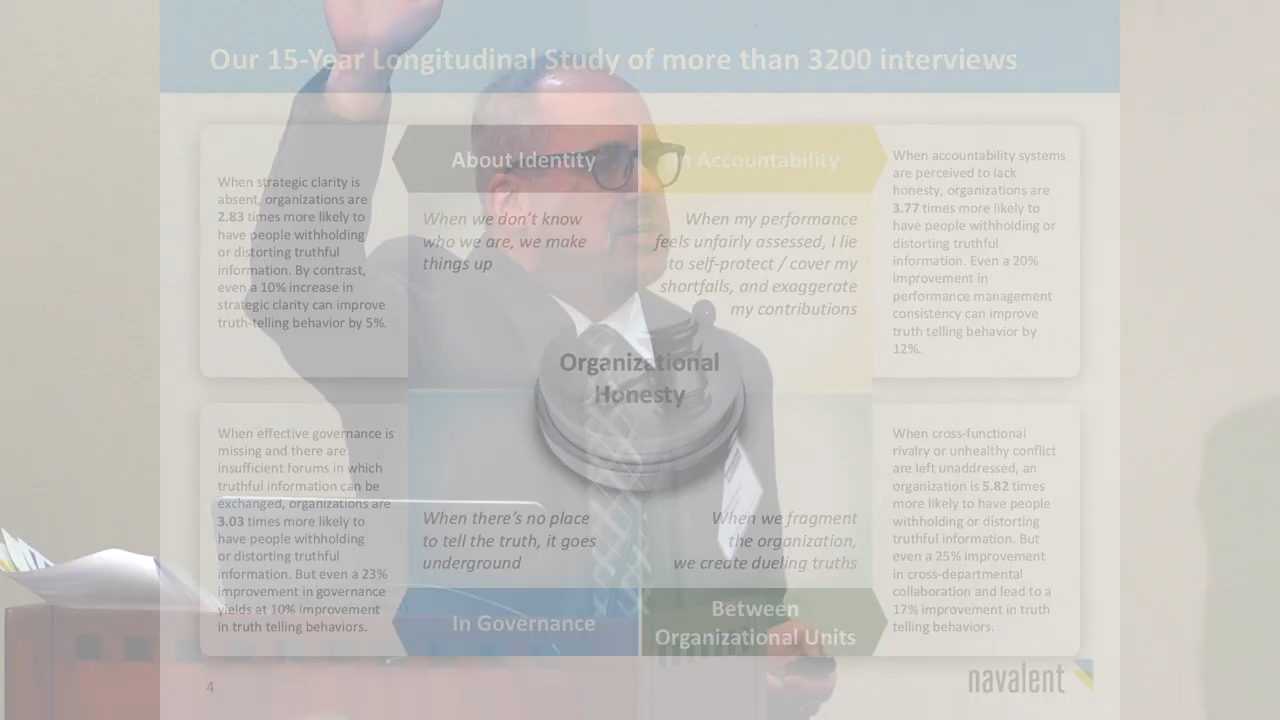 Our 15-Year Longitudinal Study of more than 3200 interviews
About Identity
In Accountability
When strategic clarity is
absent, organizations are
2.83 times more likely to
have people withholding
or distorting truthful
information. By contrast,
even a 10% increase in
strategic clarity can improve
truth-telling behavior by 5%.
When we don't know
who we are, we make
things up
When my performance
feels unfairly assessed, I lie
to self-protect / cover my
shortfalls, and exaggerate
my contributions
When accountability systems
are perceived to lack
honesty, organizations are
3.77 times more likely to
have people withholding or
distorting truthful
information. Even a 20%
improvement in
performance management
consistency can improve
truth telling behavior by
12%.
Organizational
Honesty
When effective governance is
missing and there are
insufficient forums in which
truthful information can be
exchanged, organizations are
3.03 times more likely to
have people withholding
or distorting truthful
information. But even a 23%
improvement in governance
yields at 10% improvement
in truth telling behaviors.
When there's no place
to tell the truth, it goes
underground
When we fragment
the organization,
we create dueling truths
When cross-functional
rivalry or unhealthy conflict
are left unaddressed, an
organization is 5.82 times
more likely to have people
withholding or distorting
truthful information. But
even a 25% improvement
in cross-departmental
collaboration and lead to a
17% improvement in truth
telling behaviors.
In Governance
Between
Organizational Units
4
navalent